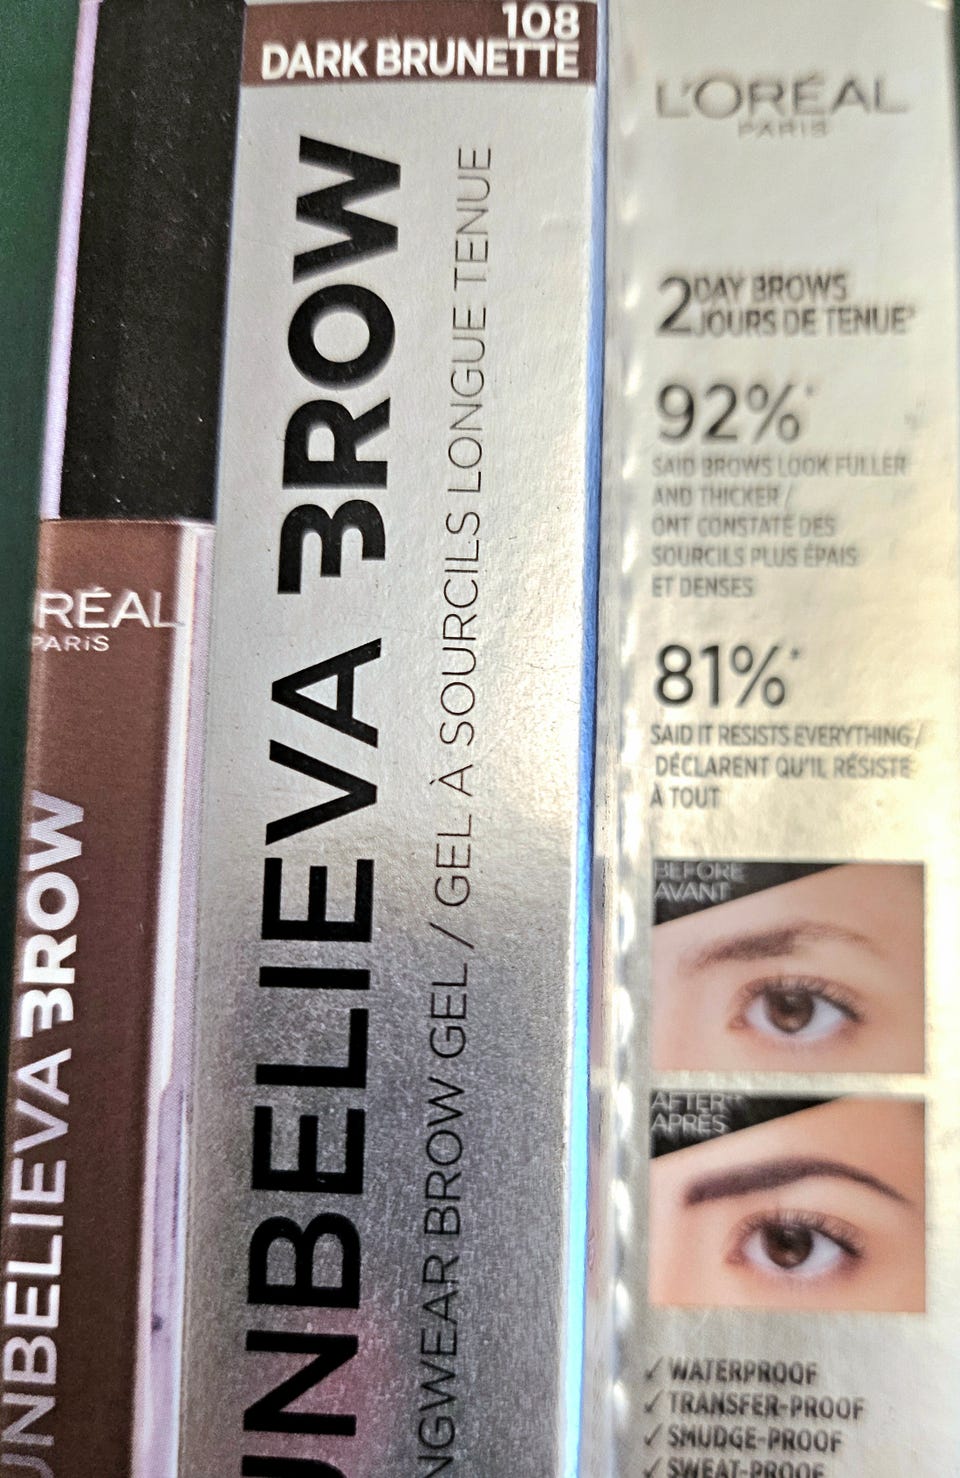 108
DARK BRUNETTE
RÉAL
PARiS
UNBELIEVA BROW
UNBELIEVA BROW
NGWEAR BROW GEL / GEL À SOURCILS LONGUE TENUE
L'ORÉAL
PARiS
2 DAY BROWS
JOURS DE TENUE
92%*
SAID BROWS LOOK FULLER
AND THICKER /
ONT CONSTATÉ DES
SOURCILS PLUS ÉPAIS
ET DENSES
81%*
SAID IT RESISTS EVERYTHING /
DÉCLARENT QU'IL RÉSISTE
À TOUT
BEFORE
AVANT
AFTER**
APRÈS
✓ WATERPROOF
✓ TRANSFER-PROOF
✓ SMUDGE-PROOF
✓ SWEAT-PROOF